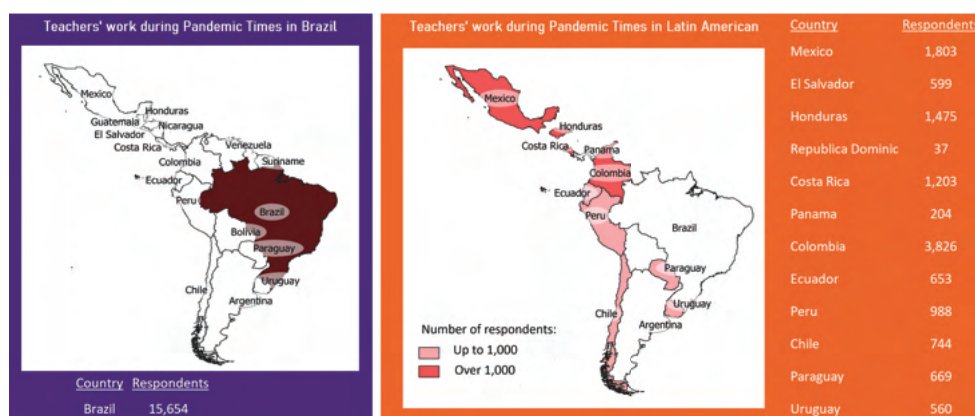 Teachers' work during Pandemic Times in Brazil
Mexico
Honduras
Guatemala
Nicaragua
El Salvador
Costa Rica
Venezuela
Suriname
Colombia
Ecuador
Peru
Brazil
Bolivia
Paraguay
Uruguay
Chile
Argentina
Country Respondents
Brazil 15,654
Teachers' work during Pandemic Times in Latin American
Mexico
Honduras
Costa Rica
Panama
Colombia
Ecuador
Peru
Brazil
Paraguay
Uruguay
Chile
Argentina
Number of respondents:
Up to 1,000
Over 1,000
Country Respondents
Mexico 1,803
El Salvador 599
Honduras 1,475
Republica Dominic 37
Costa Rica 1,203
Panama 204
Colombia 3,826
Ecuador 653
Peru 988
Chile 744
Paraguay 669
Uruguay 560